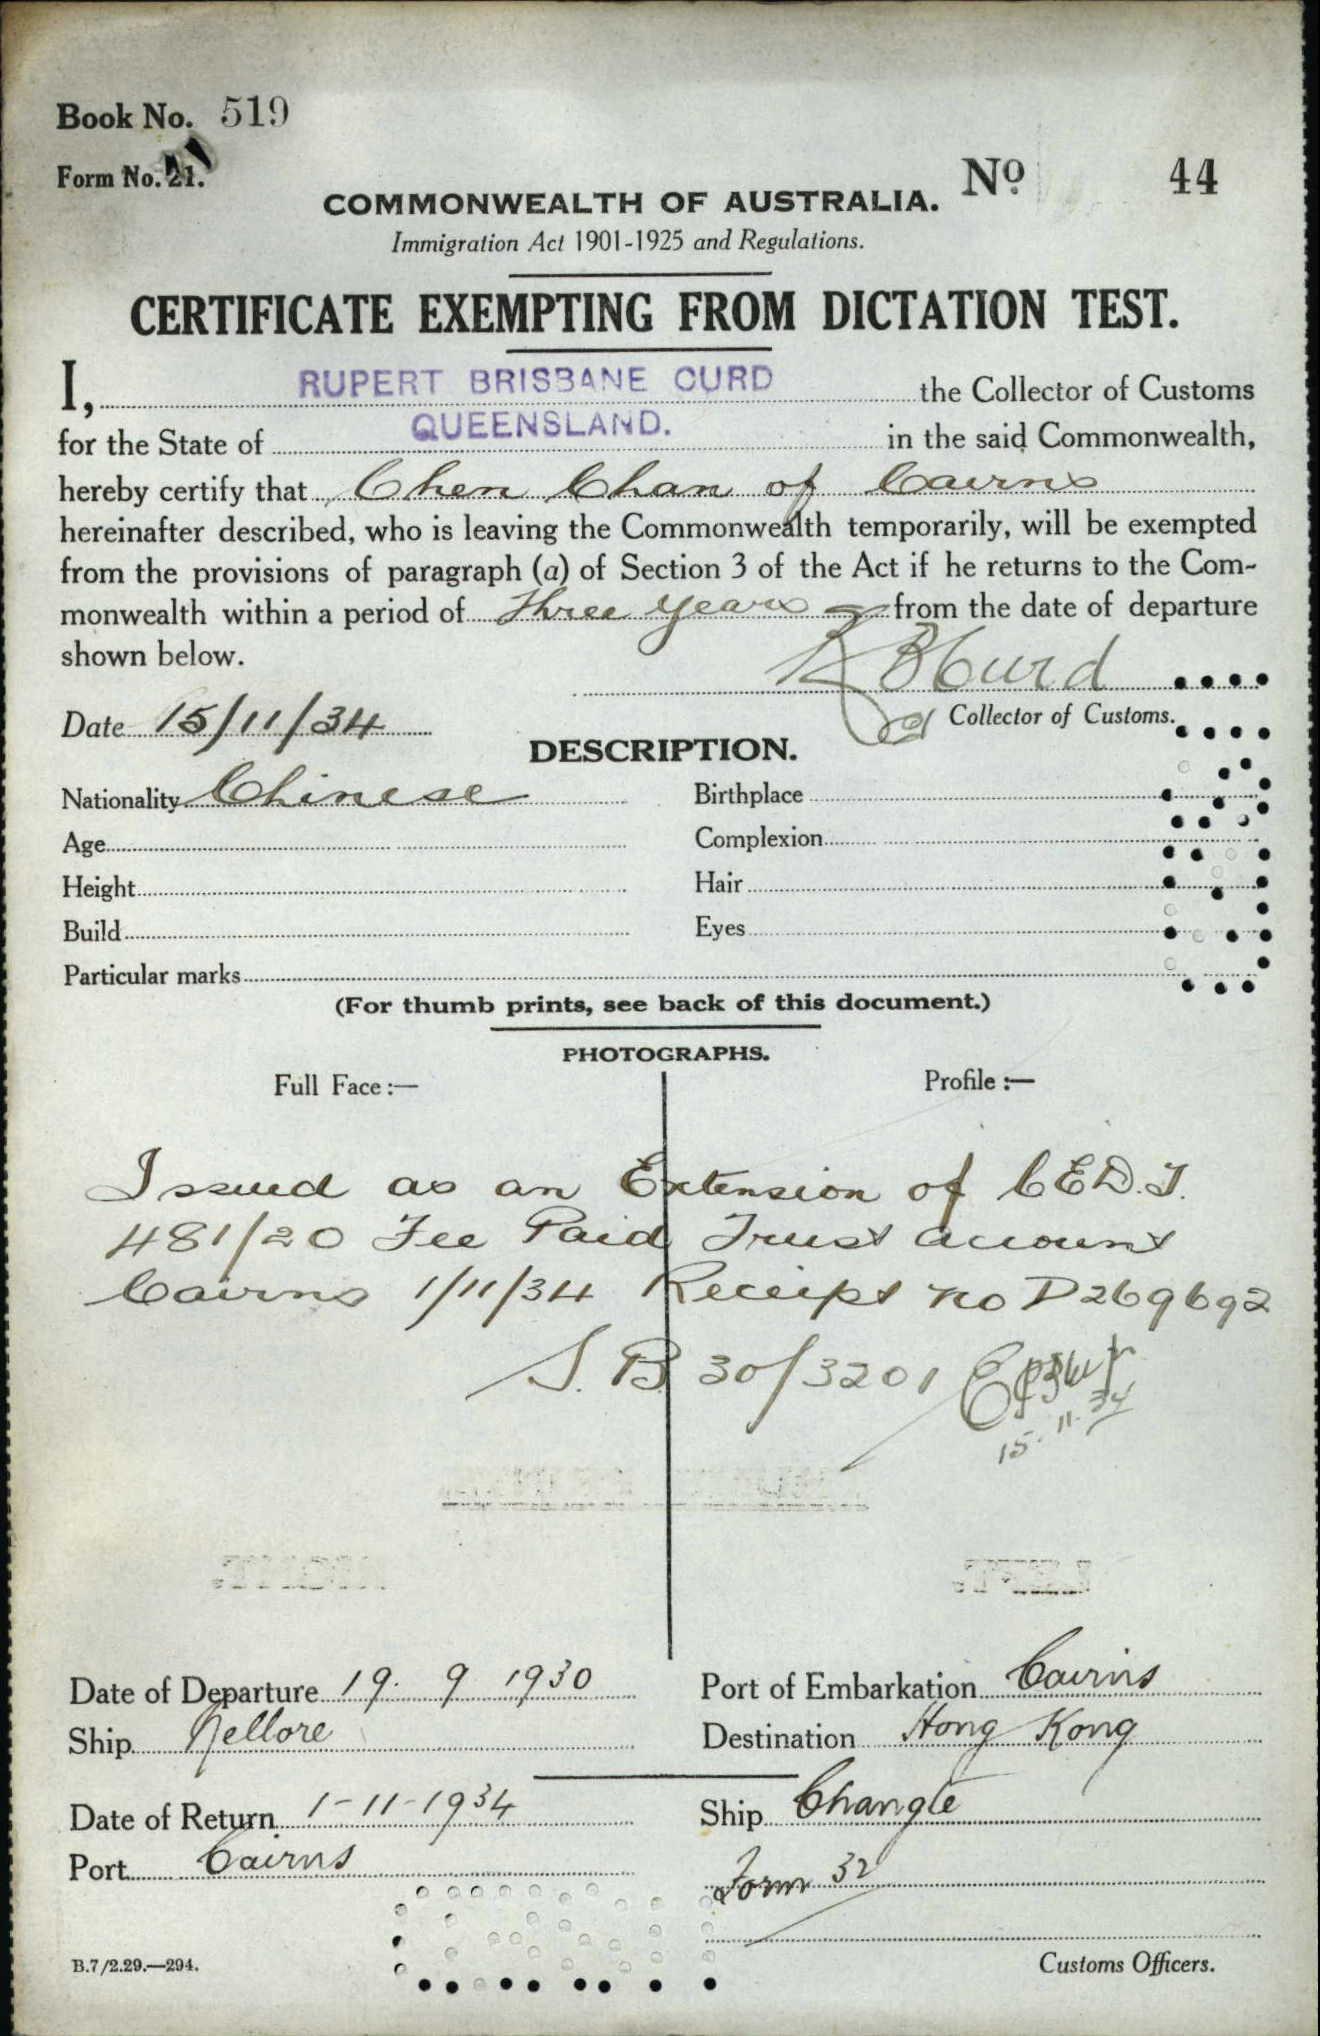 Book No. 519
Form No. 21.
No 44
COMMONWEALTH OF AUSTRALIA.
Immigration Act 1901-1925 and Regulations.
CERTIFICATE EXEMPTING FROM DICTATION TEST.
I, RUPERT BRISBANE CURD the Collector of Customs
for the State of QUEENSLAND. in the said Commonwealth,
hereby certify that Chen Chan of Cairns
hereinafter described, who is leaving the Commonwealth temporarily, will be exempted
from the provisions of paragraph (a) of Section 3 of the Act if he returns to the Com-
monwealth within a period of Three years from the date of departure
shown below.
R B Curd
Date 15/11/34 Collector of Customs.
DESCRIPTION.
Nationality Chinese Birthplace
Age Complexion
Height Hair
Build Eyes
Particular marks
(For thumb prints, see back of this document.)
PHOTOGRAPHS.
Full Face:— Profile:—
Issued as an Extension of C.E.D.T.
481/20 Fee Paid Trust Account
Cairns 1/11/34 Receipt no D269692
S.B. 30/3201
15.11.34
Date of Departure 19. 9 1930 Port of Embarkation Cairns
Ship Nellore Destination Hong Kong
Date of Return 1-11-1934 Ship Changte
Port Cairns Form 32
B.7/2.29.—294. Customs Officers.